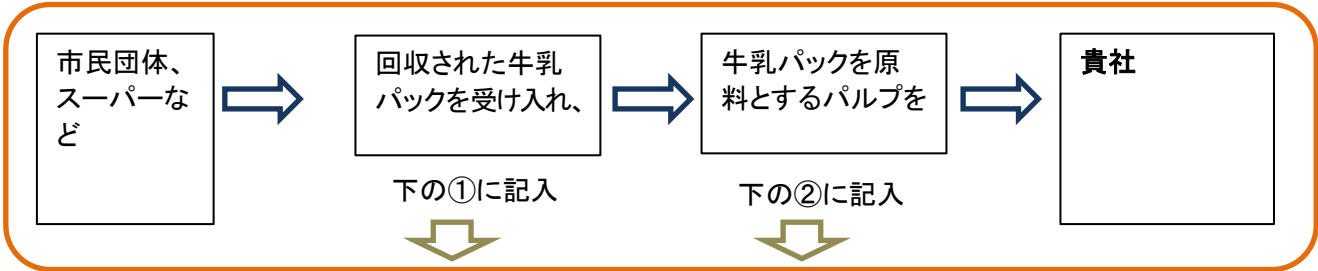 市民団体、
スーパーな
ど
回収された牛乳
パックを受け入れ、
牛乳パックを原
料とするパルプを
貴社
下の①に記入
下の②に記入